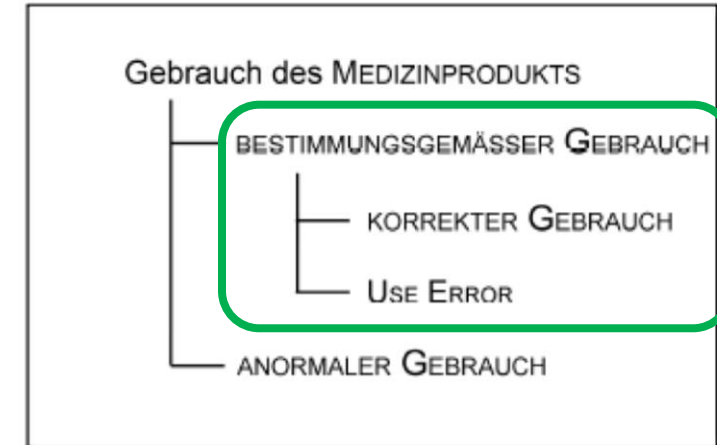 Gebrauch des MEDIZINPRODUKTS
BESTIMMUNGSGEMÄSSER GEBRAUCH
KORREKTER GEBRAUCH
USE ERROR
ANORMALER GEBRAUCH